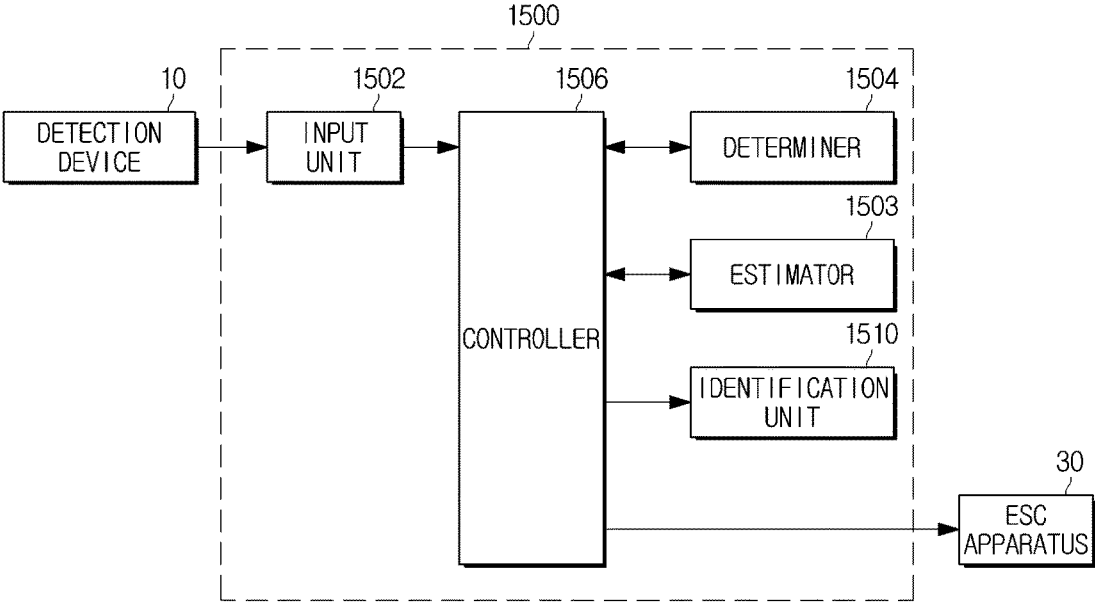 1500
10
1502
1506
1504
DETECTION
DEVICE
INPUT
UNIT
DETERMINER
1503
ESTIMATOR
CONTROLLER
1510
IDENTIFICATION
UNIT
30
ESC
APPARATUS